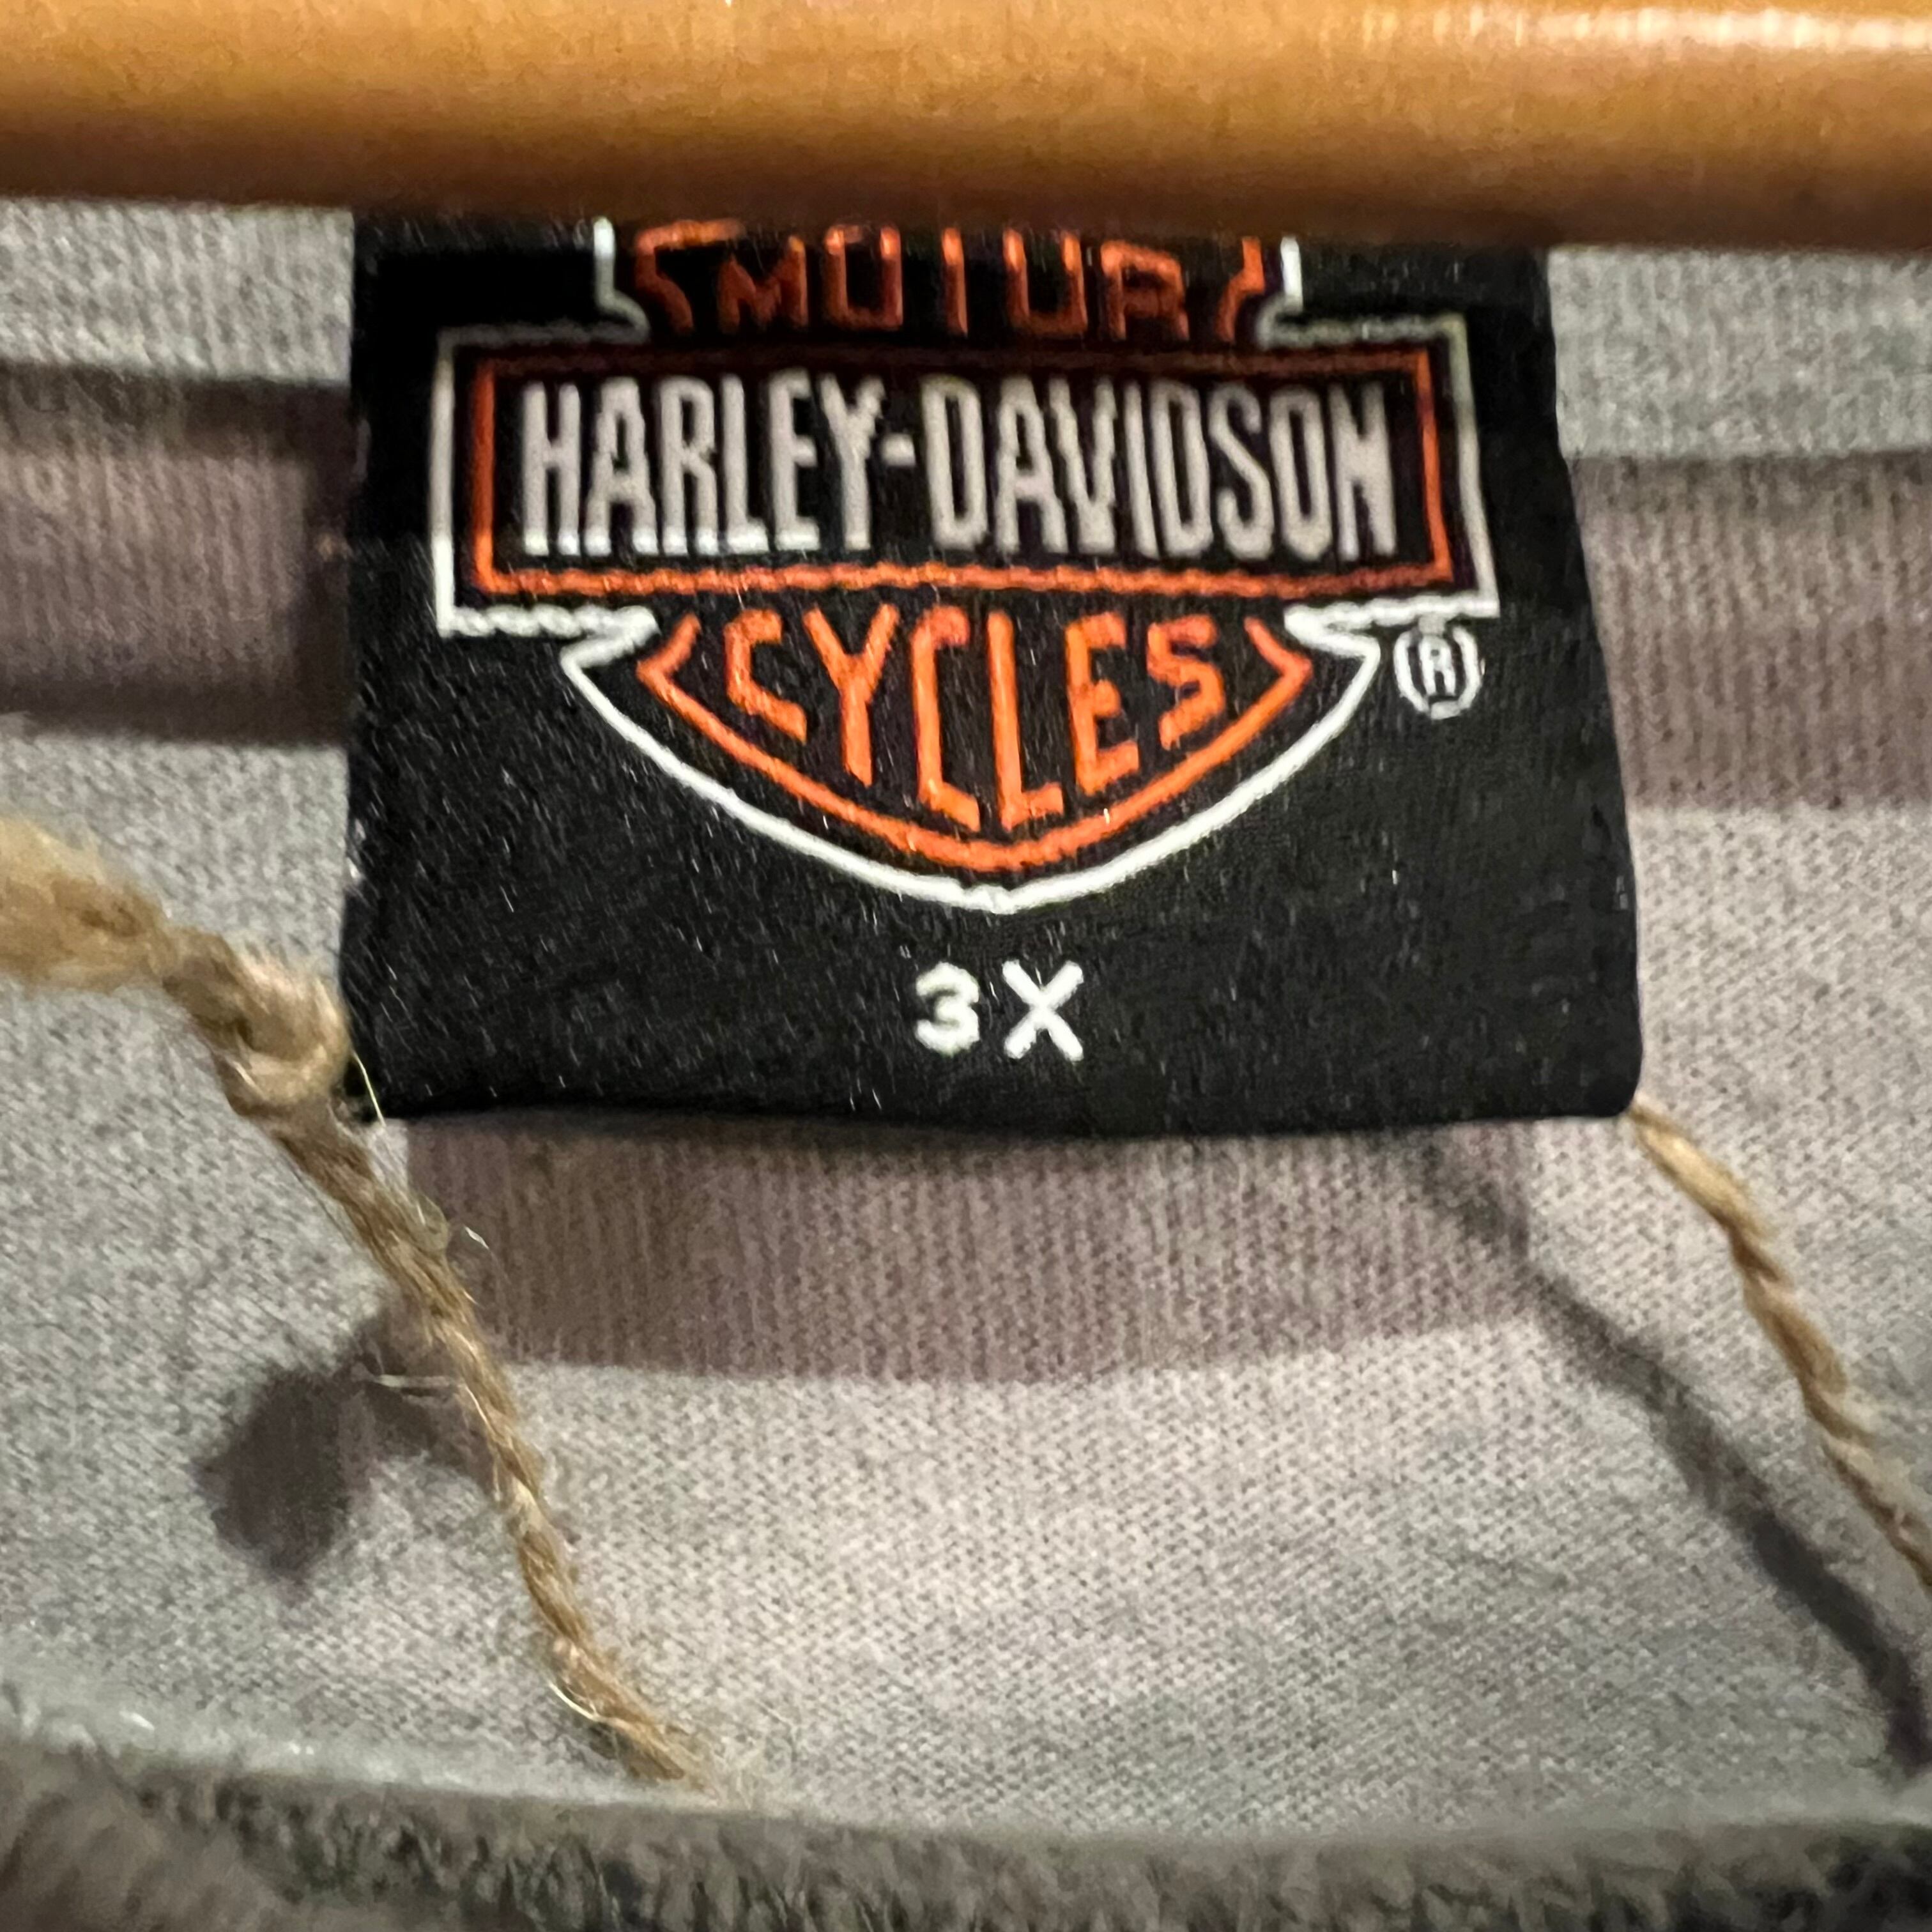 MOTOR
HARLEY-DAVIDSON
CYCLES
®
3X